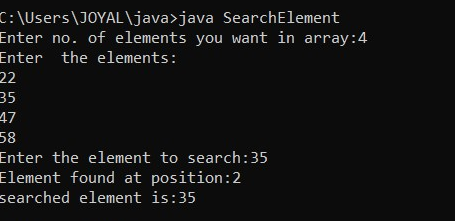 C:\Users\JOYAL\java>java SearchElement
Enter no. of elements you want in array:4
Enter  the elements:
22
35
47
58
Enter the element to search:35
Element found at position:2
searched element is:35